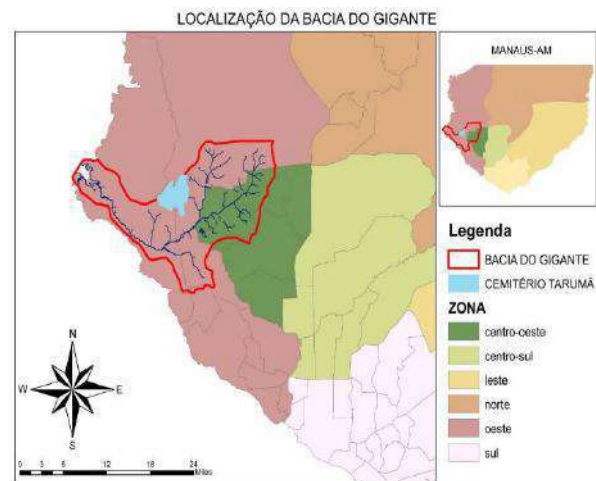 LOCALIZAÇÃO DA BACIA DO GIGANTE
MANAUS-AM
Legenda
BACIA DO GIGANTE
CEMITÉRIO TARUMÃ
ZONA
centro-oeste
centro-sul
leste
norte
oeste
sul
N
W
E
S
0 3 6 12 18 24
Miles